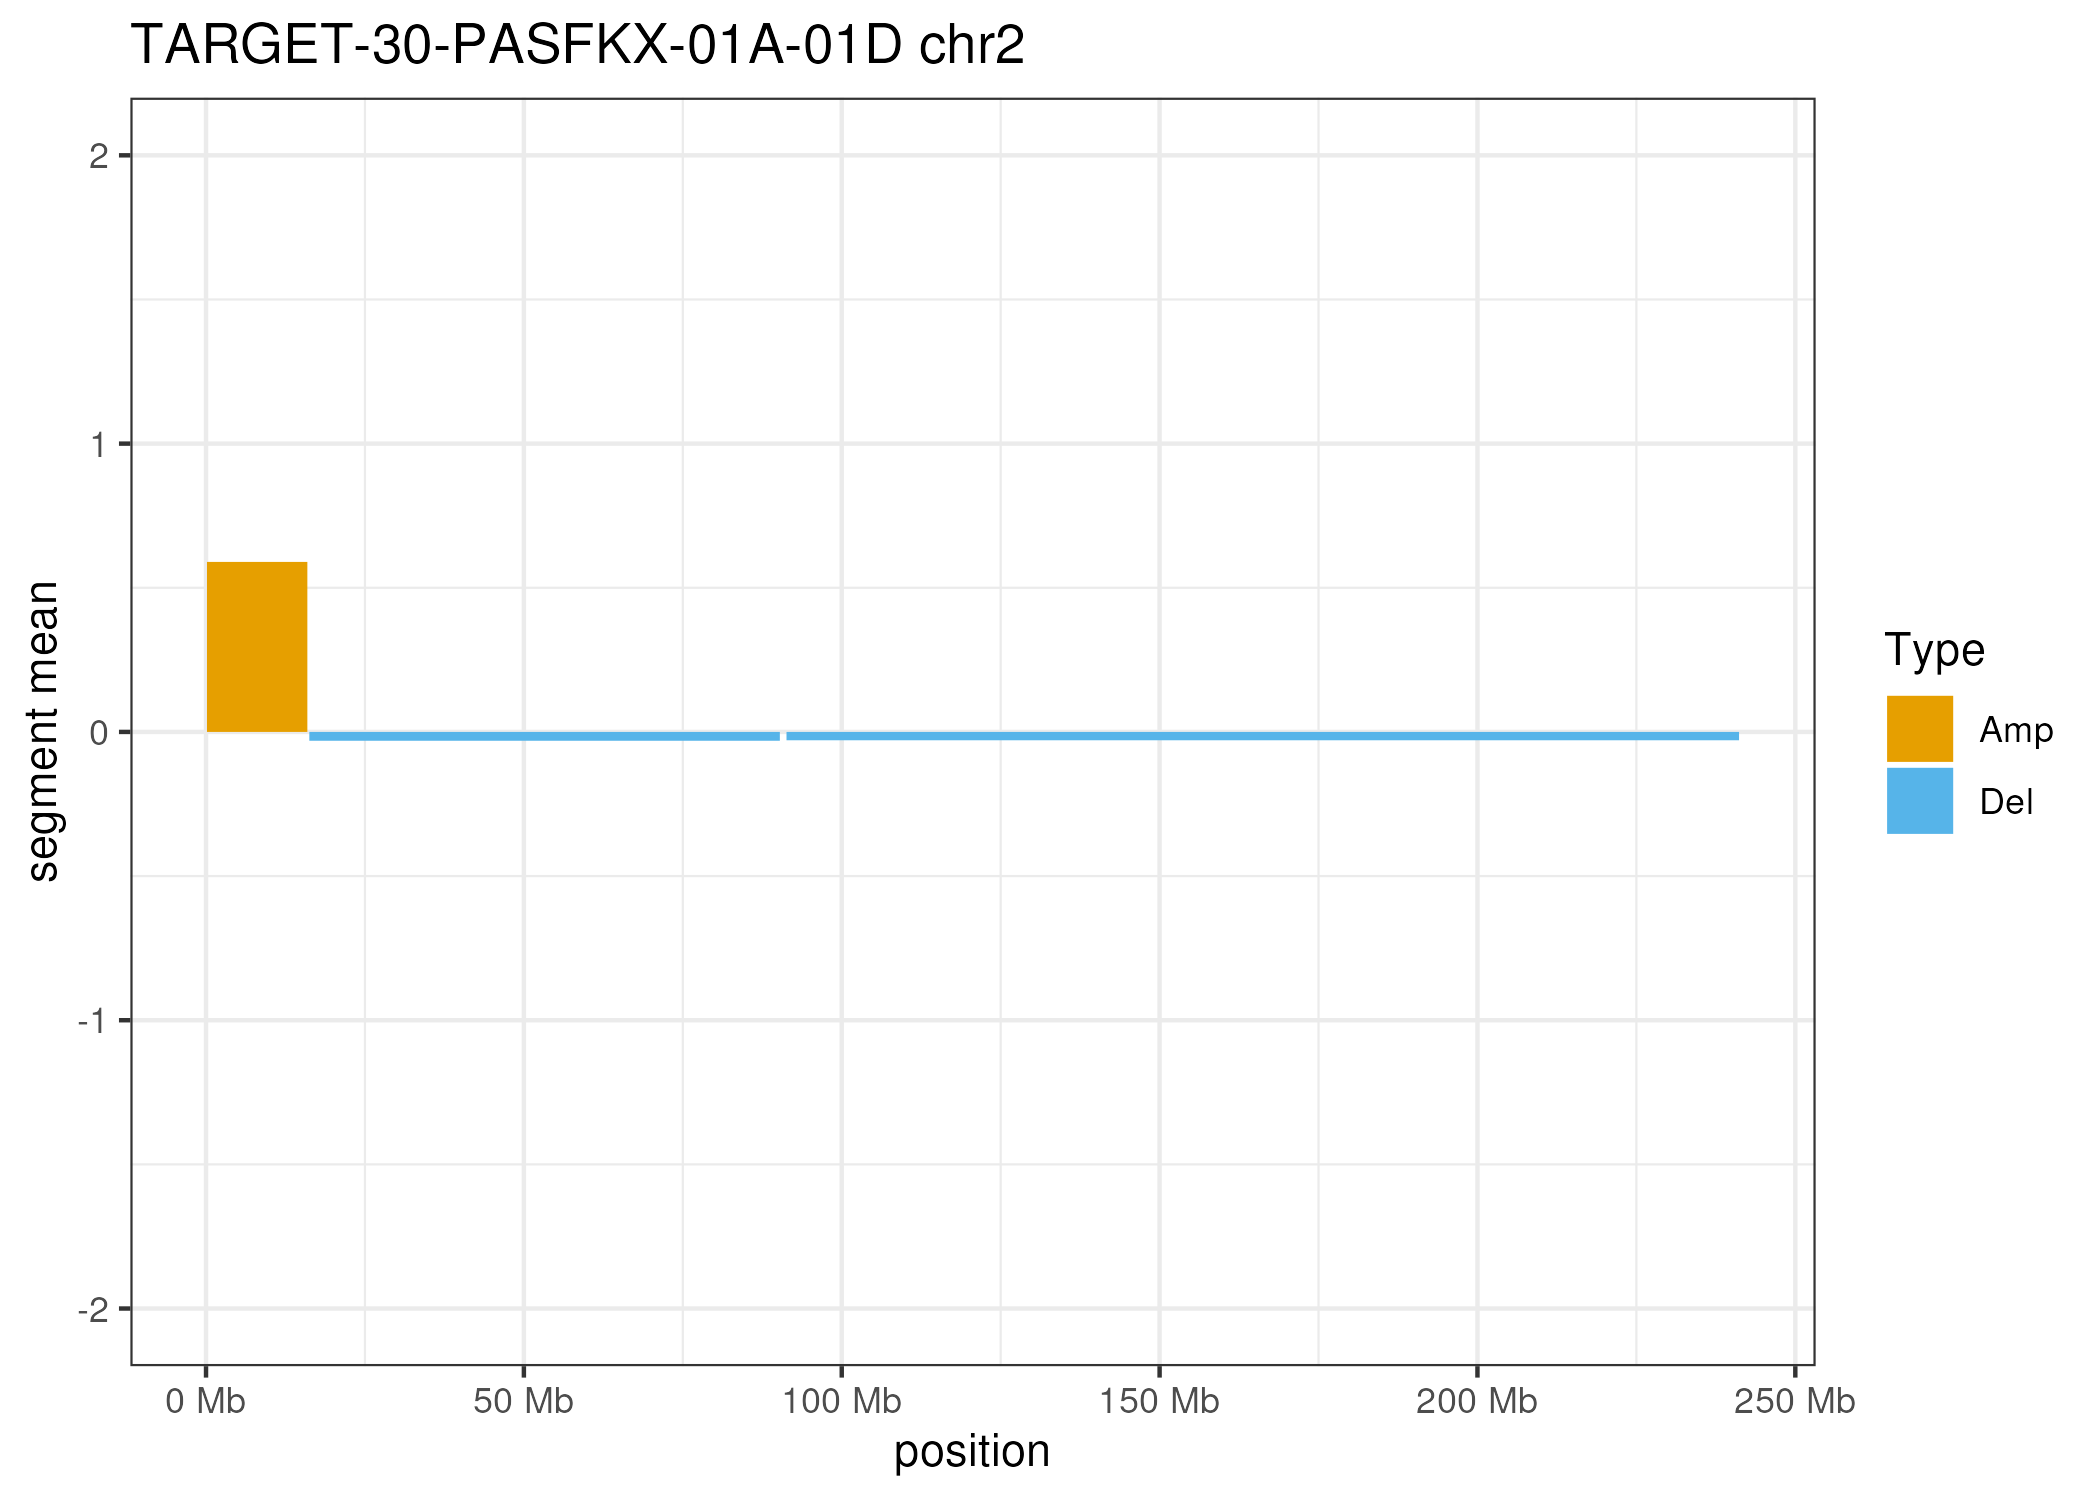 TARGET-30-PASFKX-01A-01D chr2
segment mean
2
1
0
-1
-2
0 Mb
50 Mb
100 Mb
150 Mb
200 Mb
250 Mb
position
Type
Amp
Del